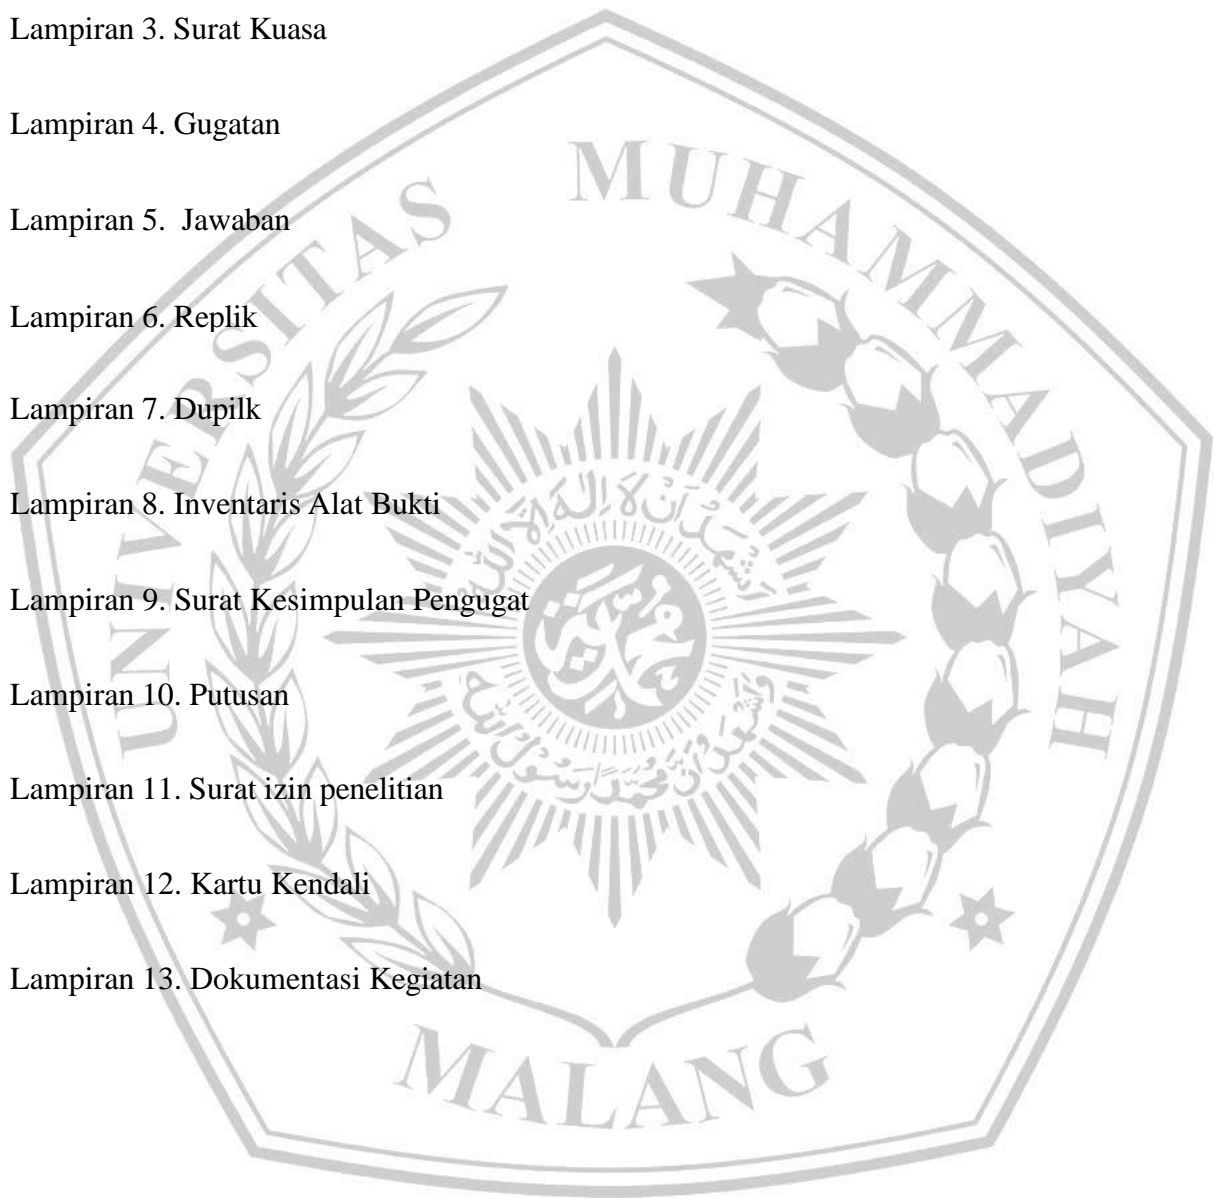 Lampiran 3. Surat Kuasa
Lampiran 4. Gugatan
Lampiran 5.  Jawaban
Lampiran 6. Replik
Lampiran 7. Dupilk
Lampiran 8. Inventaris Alat Bukti
Lampiran 9. Surat Kesimpulan Pengugat
Lampiran 10. Putusan
Lampiran 11. Surat izin penelitian
Lampiran 12. Kartu Kendali
Lampiran 13. Dokumentasi Kegiatan
UNIVERSITAS MUHAMMADIYAH
MALANG